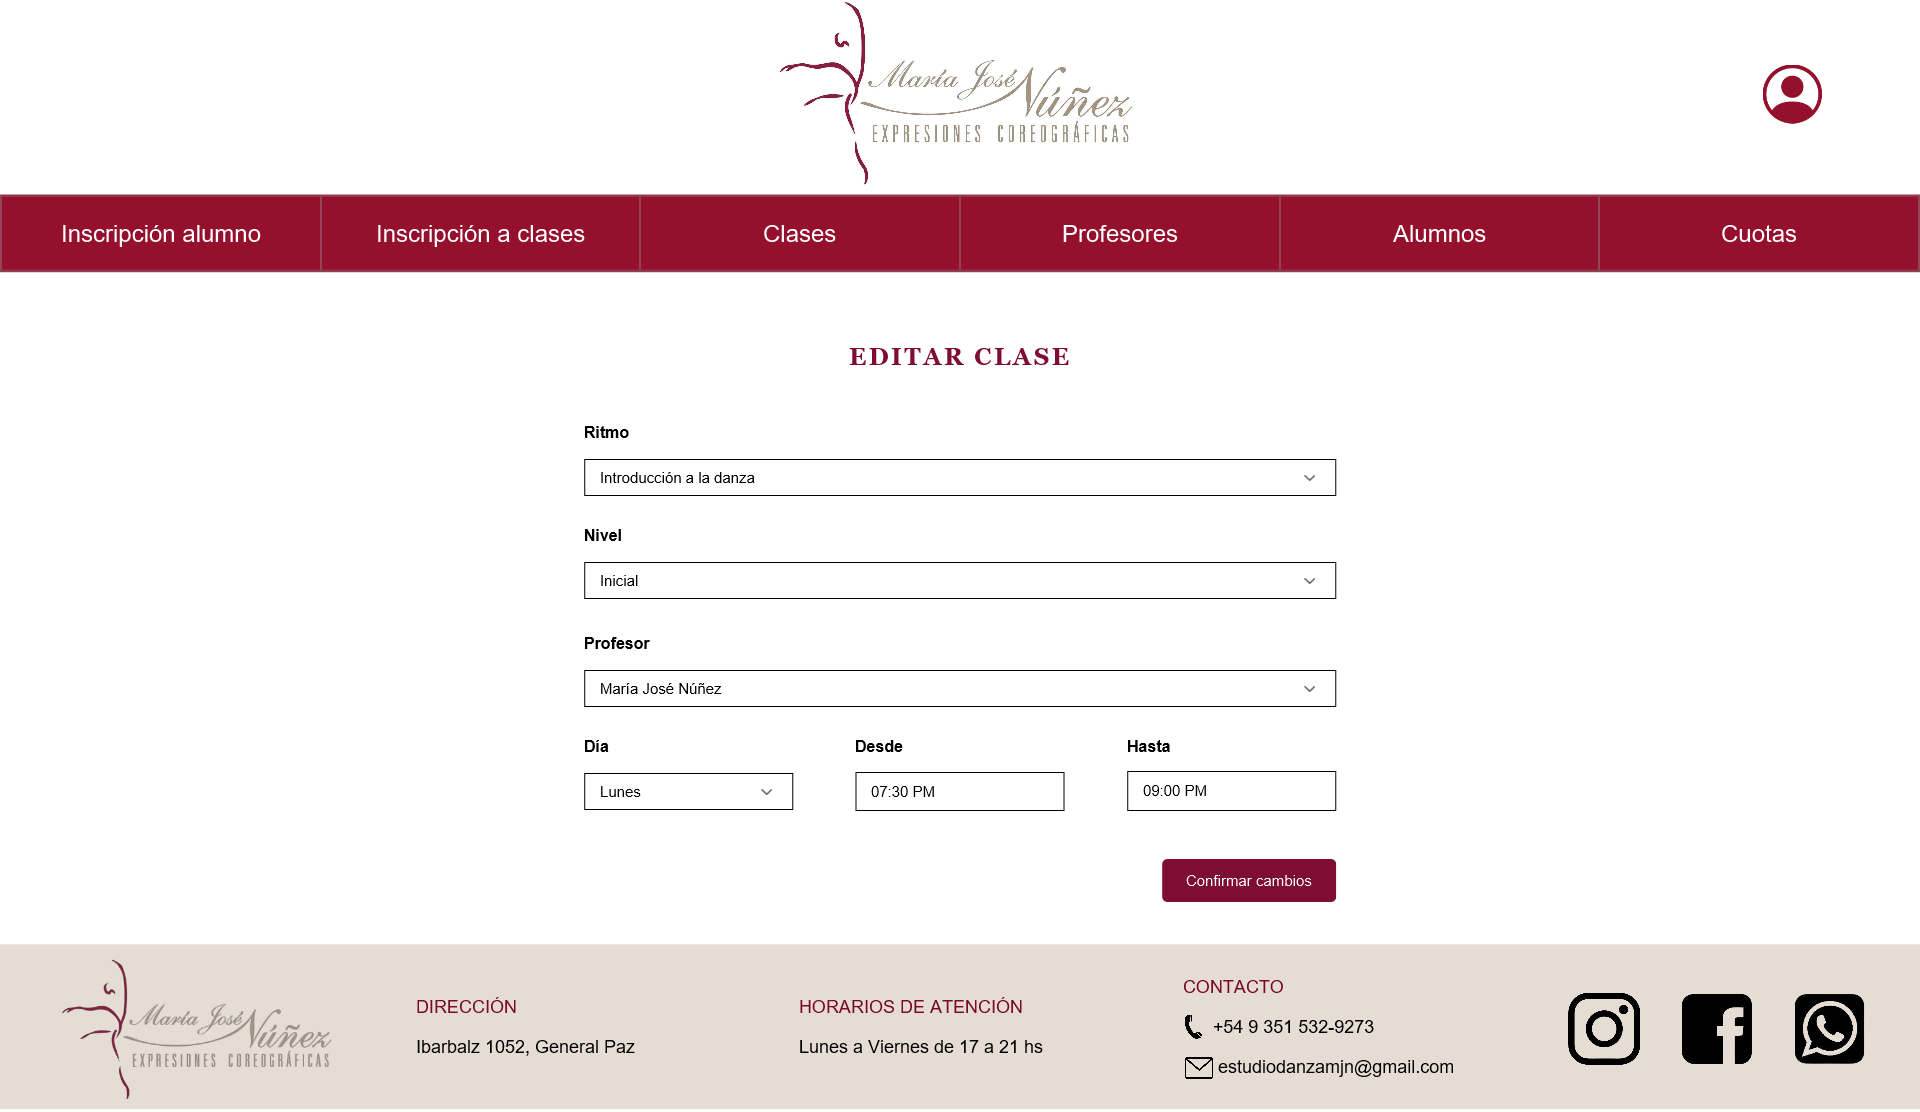 María José Núñez
EXPRESIONES COREOGRÁFICAS
Inscripción alumno
Inscripción a clases
Clases
Profesores
Alumnos
Cuotas
EDITAR CLASE
Ritmo
Introducción a la danza
Nivel
Inicial
Profesor
María José Núñez
Día
Desde
Hasta
Lunes
07:30 PM
09:00 PM
Confirmar cambios
María José Núñez
EXPRESIONES COREOGRÁFICAS
DIRECCIÓN
Ibarbalz 1052, General Paz
HORARIOS DE ATENCIÓN
Lunes a Viernes de 17 a 21 hs
CONTACTO
+54 9 351 532-9273
estudiodanzamjn@gmail.com